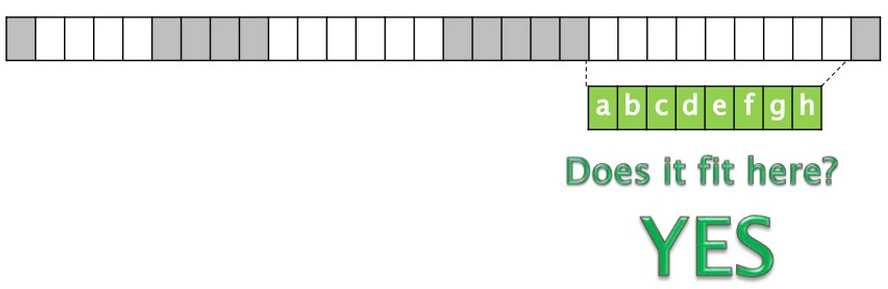 a b c d e f g h
Does it fit here?
YES